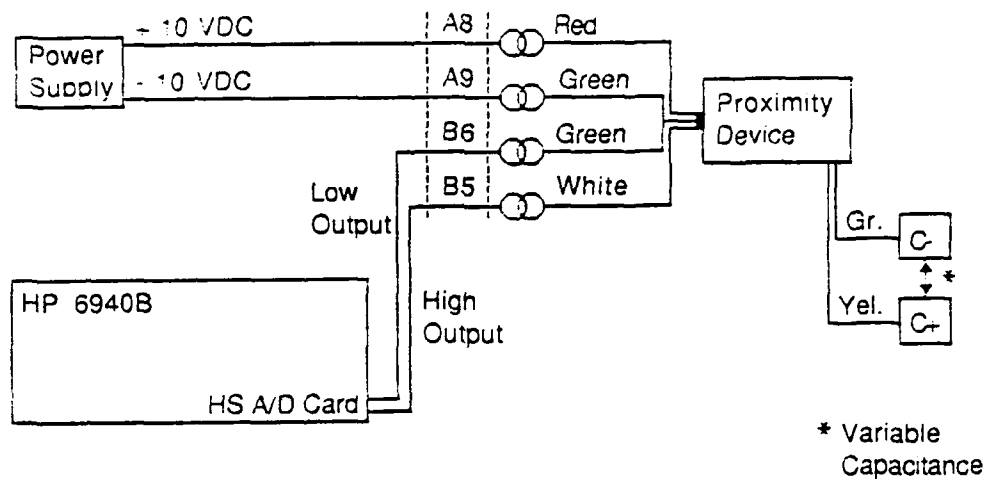 + 10 VDC
A8
Red
Power
Supply
- 10 VDC
A9
Green
Proximity
Device
B6
Green
B5
White
Low
Output
Gr.
C-
*
HP 6940B
High
Output
Yel.
C+
HS A/D Card
* Variable
Capacitance